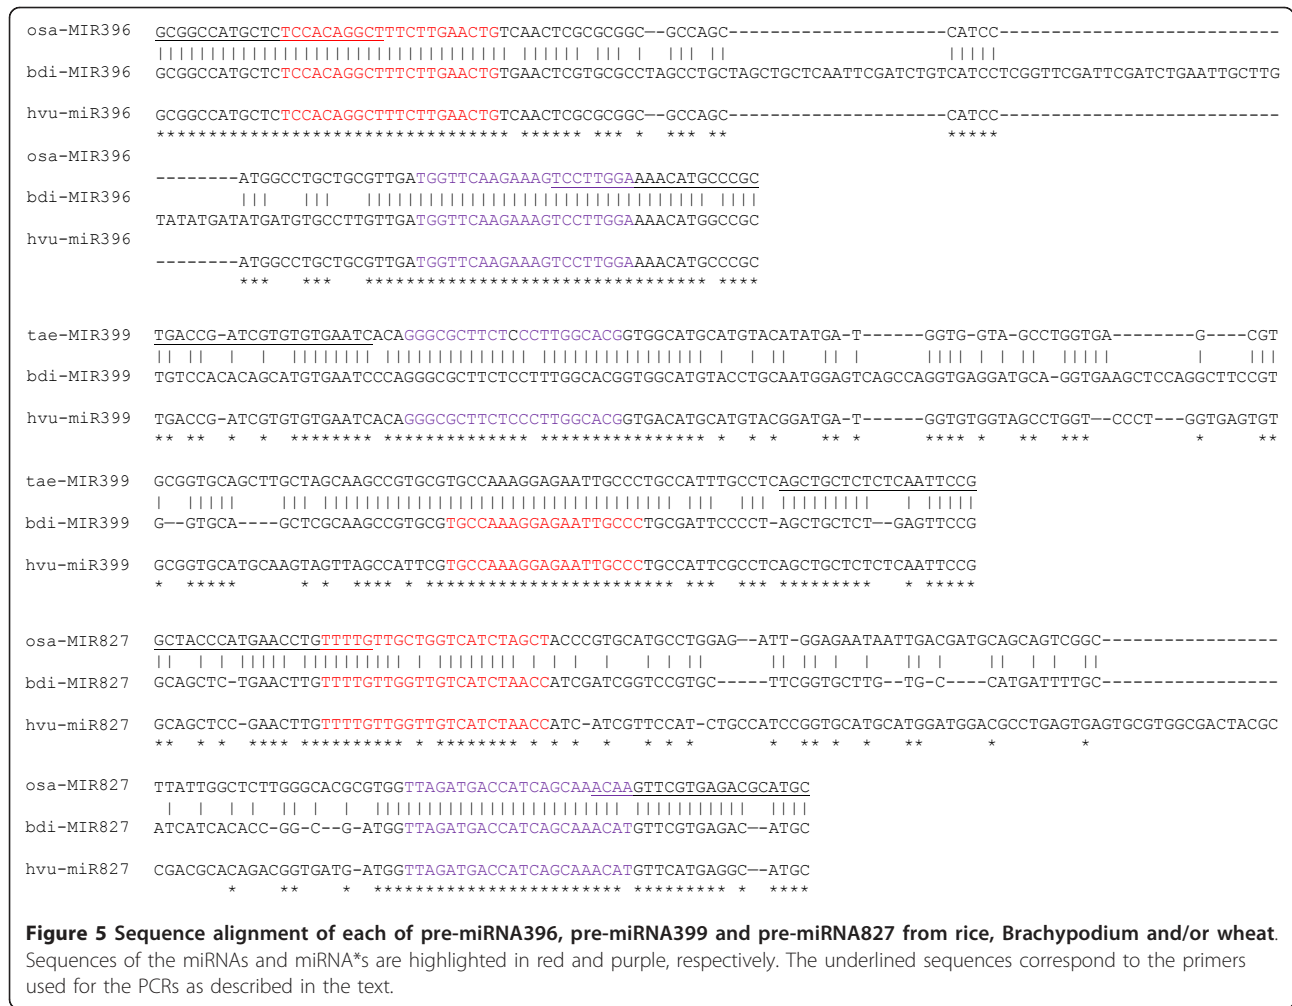 osa-MIR396 GCGGCCATGCTCTCCACAGGCTTTCTTGAACTGTCAACTCGCGCGGC——GCCAGC---------------------CATCC---------------------------
|||||||||||||||||||||||||||||||||| |||||| ||| | ||| || |||||
bdi-MIR396 GCGGCCATGCTCTCCACAGGCTTTCTTGAACTGTGAACTCGTGCGCCTAGCCTGCTAGCTGCTCAATTCGATCTGTCATCCTCGGTTCGATTCGATCTGAATTGCTTG
hvu-miR396 GCGGCCATGCTCTCCACAGGCTTTCTTGAACTGTCAACTCGCGCGGC——GCCAGC---------------------CATCC---------------------------
********************************** ****** *** * *** ** *****
osa-MIR396
--------ATGGCCTGCTGCGTTGATGGTTCAAGAAAGTCCTTGGAAAACATGCCCGC
bdi-MIR396 ||| ||| ||||||||||||||||||||||||||||||||| ||||
TATATGATATGATGTGCCTTGTTGATGGTTCAAGAAAGTCCTTGGAAAACATGGCCGC
hvu-miR396
--------ATGGCCTGCTGCGTTGATGGTTCAAGAAAGTCCTTGGAAAACATGCCCGC
*** *** ********************************* ****
tae-MIR399 TGACCG-ATCGTGTGTGAATCACAGGGCGCTTCTCCCTTGGCACGGTGGCATGCATGTACATATGA-T------GGTG-GTA-GCCTGGTGA--------G----CGT
|| || | | |||||||| |||||||||||||| |||||||||||||||| | | || || | |||| | | || ||||| | |||
bdi-MIR399 TGTCCACACAGCATGTGAATCCCAGGGCGCTTCTCCTTTGGCACGGTGGCATGTACCTGCAATGGAGTCAGCCAGGTGAGGATGCA-GGTGAAGCTCCAGGCTTCCGT
hvu-miR399 TGACCG-ATCGTGTGTGAATCACAGGGCGCTTCTCCCTTGGCACGGTGACATGCATGTACGGATGA-T------GGTGTGGTAGCCTGGT——CCCT---GGTGAGTGT
** ** * * ******** ************** **************** * * * ** * **** * ** *** * **
tae-MIR399 GCGGTGCAGCTTGCTAGCAAGCCGTGCGTGCCAAAGGAGAATTGCCCTGCCATTTGCCTCAGCTGCTCTCTCAATTCCG
| ||||| ||| |||||||||||||||||||||||||||||||||| ||| ||| ||||||||| | |||||
bdi-MIR399 G——GTGCA----GCTCGCAAGCCGTGCGTGCCAAAGGAGAATTGCCCTGCGATTCCCCT-AGCTGCTCT--GAGTTCCG
hvu-miR399 GCGGTGCATGCAAGTAGTTAGCCATTCGTGCCAAAGGAGAATTGCCCTGCCATTCGCCTCAGCTGCTCTCTCAATTCCG
* ***** * * **** * ************************ *** *** ********* * *****
osa-MIR827 GCTACCCATGAACCTGTTTTGTTGCTGGTCATCTAGCTACCCGTGCATGCCTGGAG——ATT-GGAGAATAATTGACGATGCAGCAGTCGGC-----------------
|| | | ||||| |||||||||| | |||||||| | | | | | || || || | | || | || | | ||
bdi-MIR827 GCAGCTC-TGAACTTGTTTTGTTGGTTGTCATCTAACCATCGATCGGTCCGTGC-----TTCGGTGCTTG--TG-C----CATGATTTTGC-----------------
hvu-miR827 GCAGCTCC-GAACTTGTTTTGTTGGTTGTCATCTAACCATC-ATCGTTCCAT-CTGCCATCCGGTGCATGCATGGATGGACGCCTGAGTGAGTGCGTGGCGACTACGC
** * * **** ********** * ******** * * * * * * * * ** * * ** * *
osa-MIR827 TTATTGGCTCTTGGGCACGCGTGGTTAGATGACCATCAGCAAACAAGTTCGTGAGACGCATGC
| | | | || | | |||||||||||||||||||||||| ||||||||||| ||||
bdi-MIR827 ATCATCACACC-GG-C--G-ATGGTTAGATGACCATCAGCAAACATGTTCGTGAGAC——ATGC
hvu-miR827 CGACGCACAGACGGTGATG-ATGGTTAGATGACCATCAGCAAACATGTTCATGAGGC——ATGC
* ** * ************************ ********* * ****
Figure 5 Sequence alignment of each of pre-miRNA396, pre-miRNA399 and pre-miRNA827 from rice, Brachypodium and/or wheat.
Sequences of the miRNAs and miRNA*s are highlighted in red and purple, respectively. The underlined sequences correspond to the primers
used for the PCRs as described in the text.